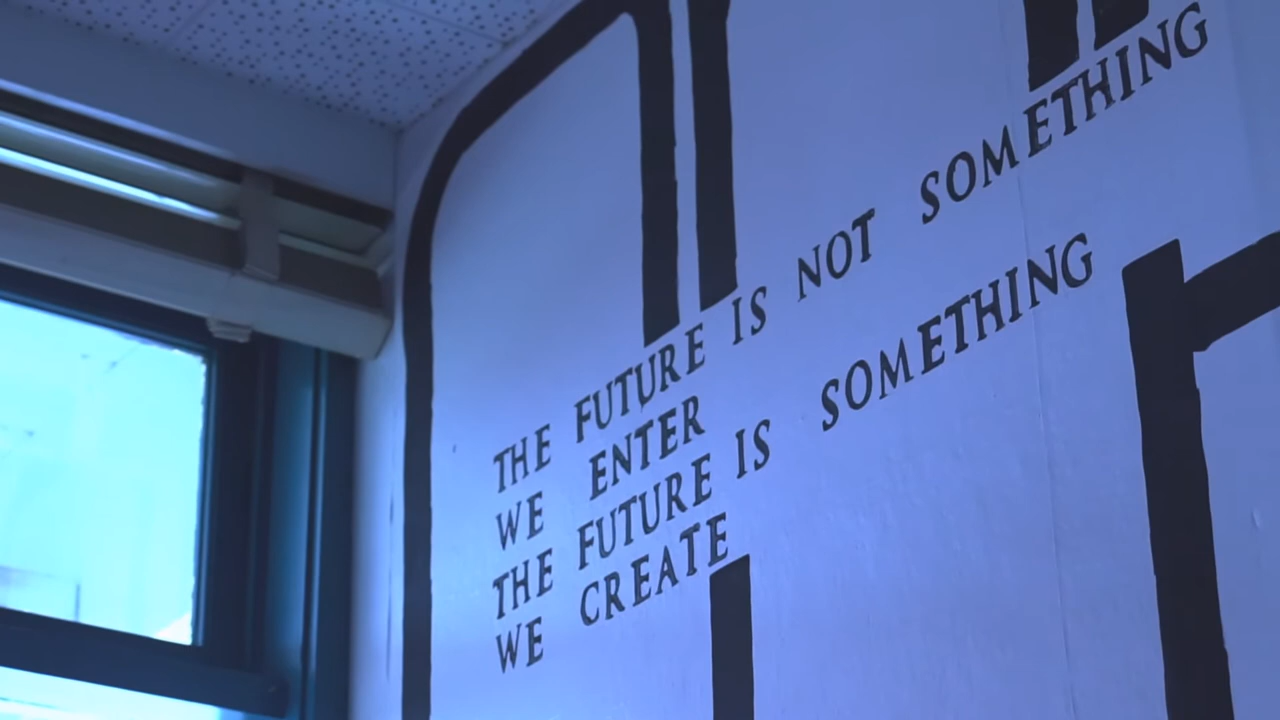 THE FUTURE IS NOT SOMETHING
WE ENTER
THE FUTURE IS SOMETHING
WE CREATE